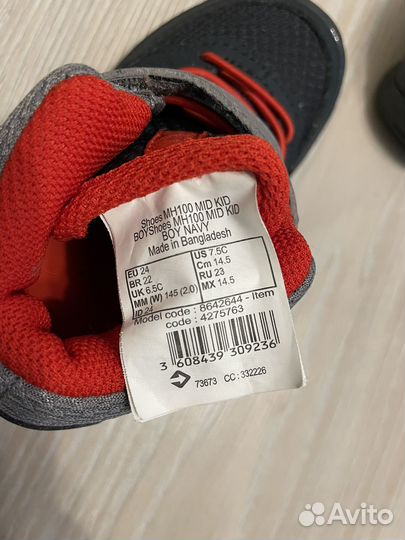 Shoes MH100 MID KID
BOYShoes MH100 MID KID
BOY NAVY
Made in Bangladesh
EU 24 US 7.5C
BR 22 Cm 14.5
UK 6.5C RU 23
MM (W) 145 (2.0) MX 14.5
ID 24
Model code : 8642644 - Item
code : 4275763
3 608439 309236
73673 CC : 332226
Avito